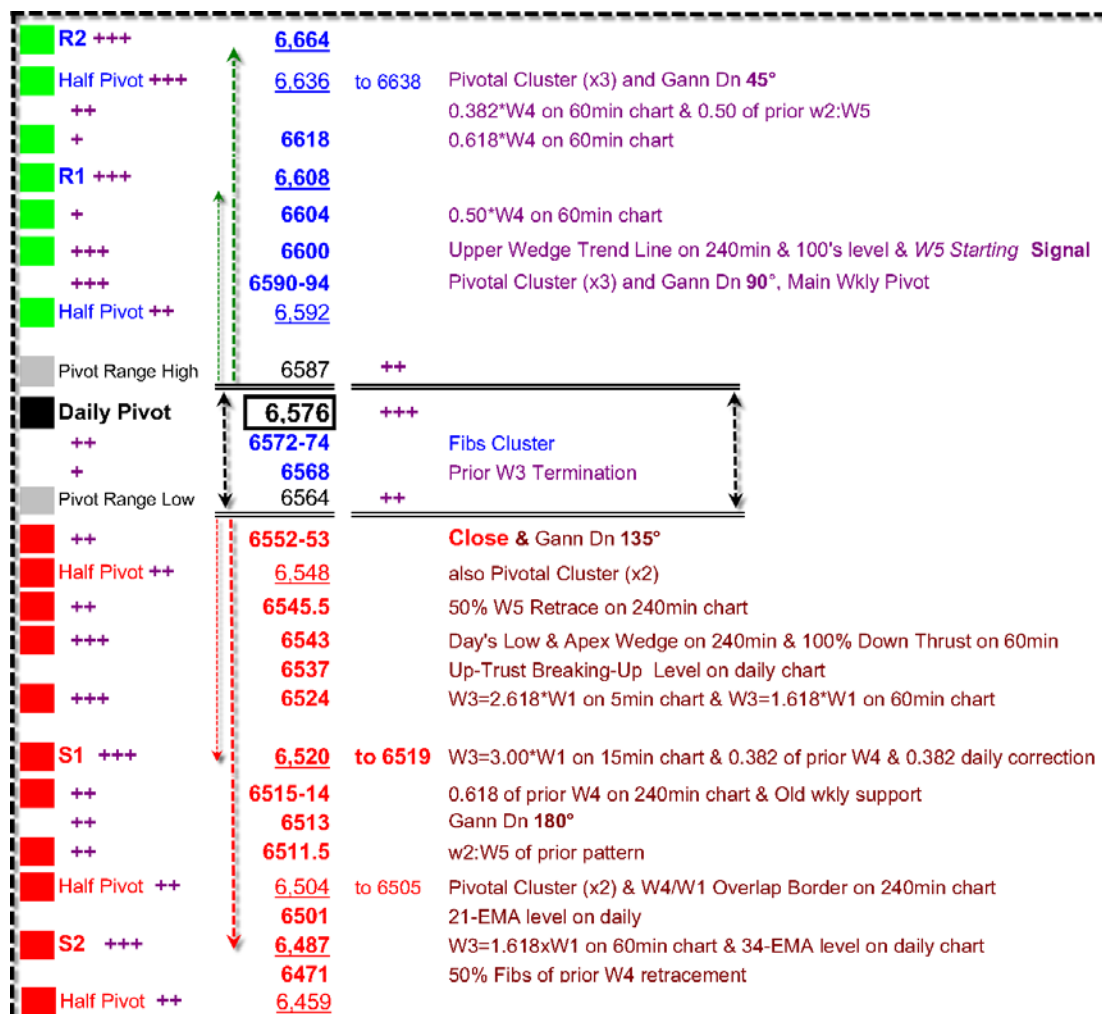 R2 +++ 6,664
Half Pivot +++ 6,636 to 6638 Pivotal Cluster (x3) and Gann Dn 45°
++ 0.382*W4 on 60min chart & 0.50 of prior w2:W5
+ 6618 0.618*W4 on 60min chart
R1 +++ 6,608
+ 6604 0.50*W4 on 60min chart
+++ 6600 Upper Wedge Trend Line on 240min & 100's level & W5 Starting Signal
+++ 6590-94 Pivotal Cluster (x3) and Gann Dn 90°, Main Wkly Pivot
Half Pivot ++ 6,592
Pivot Range High 6587 ++
Daily Pivot 6,576 +++
++ 6572-74 Fibs Cluster
+ 6568 Prior W3 Termination
Pivot Range Low 6564 ++
++ 6552-53 Close & Gann Dn 135°
Half Pivot ++ 6,548 also Pivotal Cluster (x2)
++ 6545.5 50% W5 Retrace on 240min chart
+++ 6543 Day's Low & Apex Wedge on 240min & 100% Down Thrust on 60min
6537 Up-Trust Breaking-Up Level on daily chart
+++ 6524 W3=2.618*W1 on 5min chart & W3=1.618*W1 on 60min chart
S1 +++ 6,520 to 6519 W3=3.00*W1 on 15min chart & 0.382 of prior W4 & 0.382 daily correction
++ 6515-14 0.618 of prior W4 on 240min chart & Old wkly support
++ 6513 Gann Dn 180°
++ 6511.5 w2:W5 of prior pattern
Half Pivot ++ 6,504 to 6505 Pivotal Cluster (x2) & W4/W1 Overlap Border on 240min chart
6501 21-EMA level on daily
S2 +++ 6,487 W3=1.618xW1 on 60min chart & 34-EMA level on daily chart
6471 50% Fibs of prior W4 retracement
Half Pivot ++ 6,459